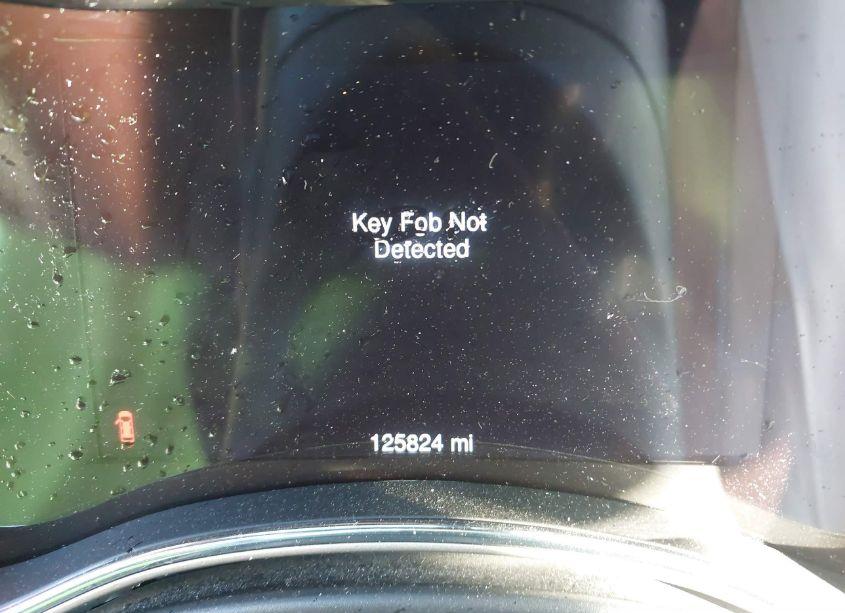 Key Fob Not
Detected
125824 mi